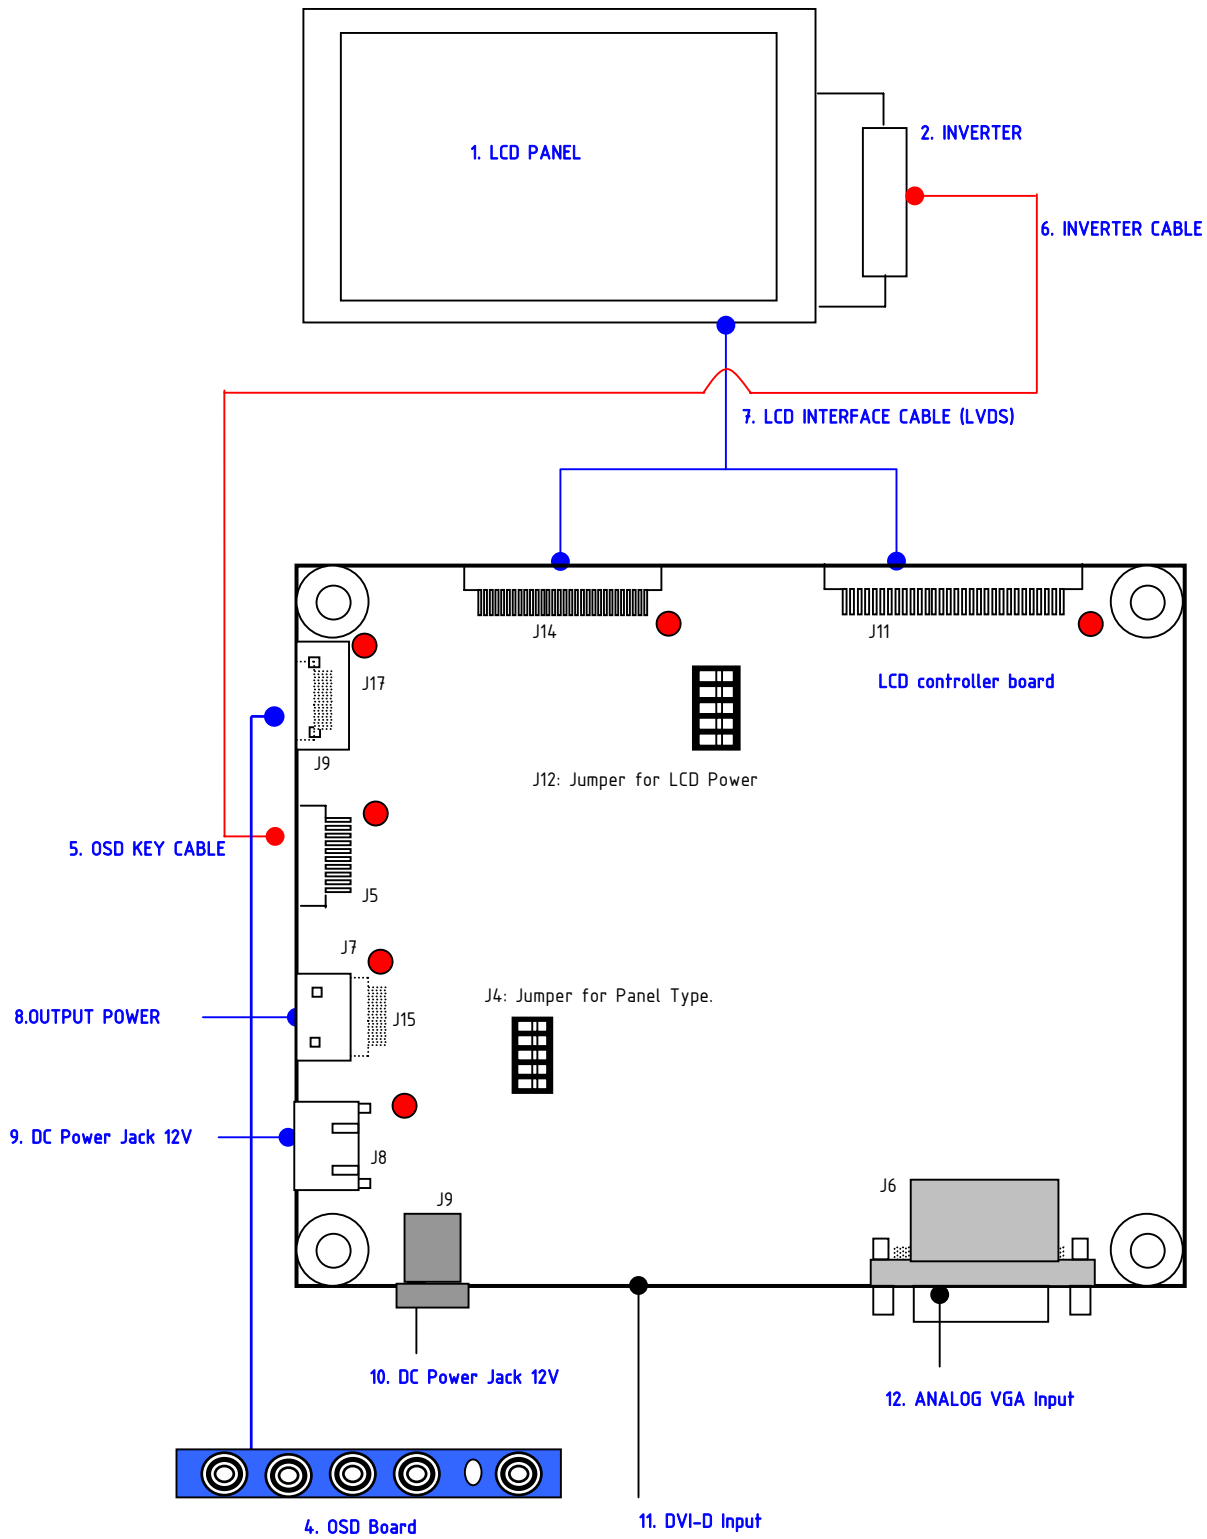 2. INVERTER
1. LCD PANEL
6. INVERTER CABLE
7. LCD INTERFACE CABLE (LVDS)
J14
J11
J17
LCD controller board
J9
J12: Jumper for LCD Power
5. OSD KEY CABLE
J5
J7
J4: Jumper for Panel Type.
8.OUTPUT POWER
J15
9. DC Power Jack 12V
J8
J6
J9
10. DC Power Jack 12V
12. ANALOG VGA Input
11. DVI-D Input
4. OSD Board